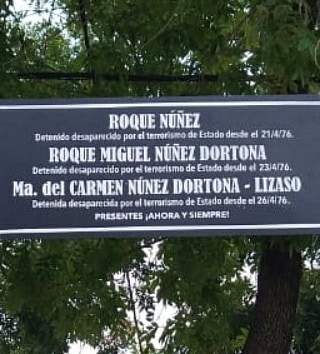 ROQUE NÚÑEZ
Detenido desaparecido por el terrorismo de Estado desde el 21/4/76.
ROQUE MIGUEL NÚÑEZ DORTONA
Detenido desaparecido por el terrorismo de Estado desde el 23/4/76.
Ma. del CARMEN NÚNEZ DORTONA - LIZASO
Detenida desaparecida por el terrorismo de Estado desde el 26/4/76.
PRESENTES ¡AHORA Y SIEMPRE!